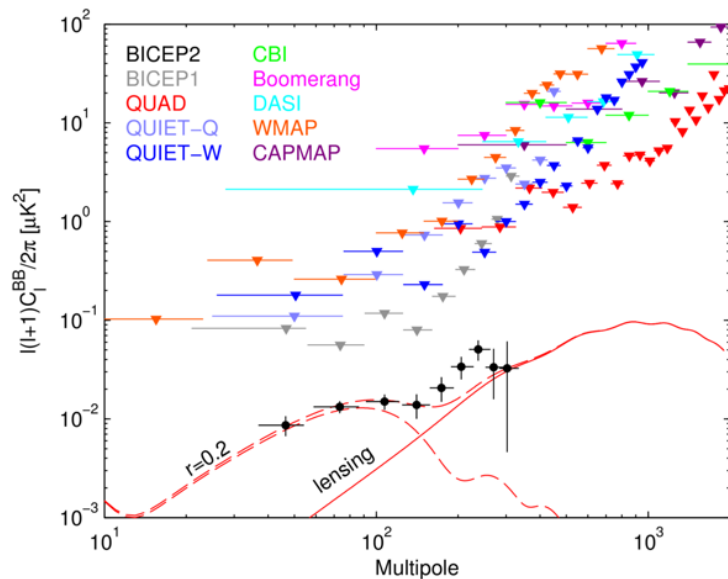 10²
10¹
10⁰
10⁻¹
10⁻²
10⁻³
l(l+1)C_l^BB/2π [μK²]
BICEP2
BICEP1
QUAD
QUIET−Q
QUIET−W
CBI
Boomerang
DASI
WMAP
CAPMAP
r=0.2
lensing
10¹
10²
10³
Multipole